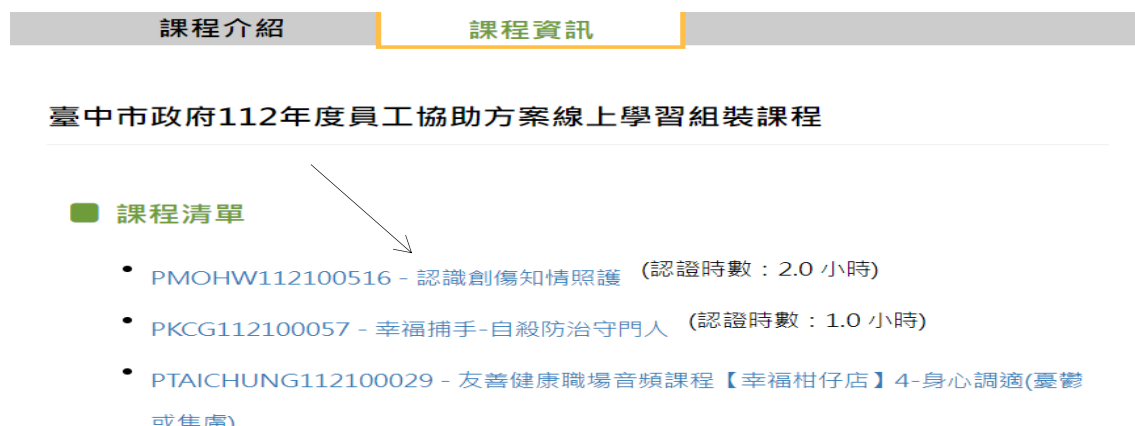 課程介紹 課程資訊
臺中市政府112年度員工協助方案線上學習組裝課程
課程清單
PMOHW112100516 - 認識創傷知情照護 (認證時數：2.0 小時)
PKCG112100057 - 幸福捕手-自殺防治守門人 (認證時數：1.0 小時)
PTAICHUNG112100029 - 友善健康職場音頻課程【幸福柑仔店】4-身心調適(憂鬱
或焦慮)